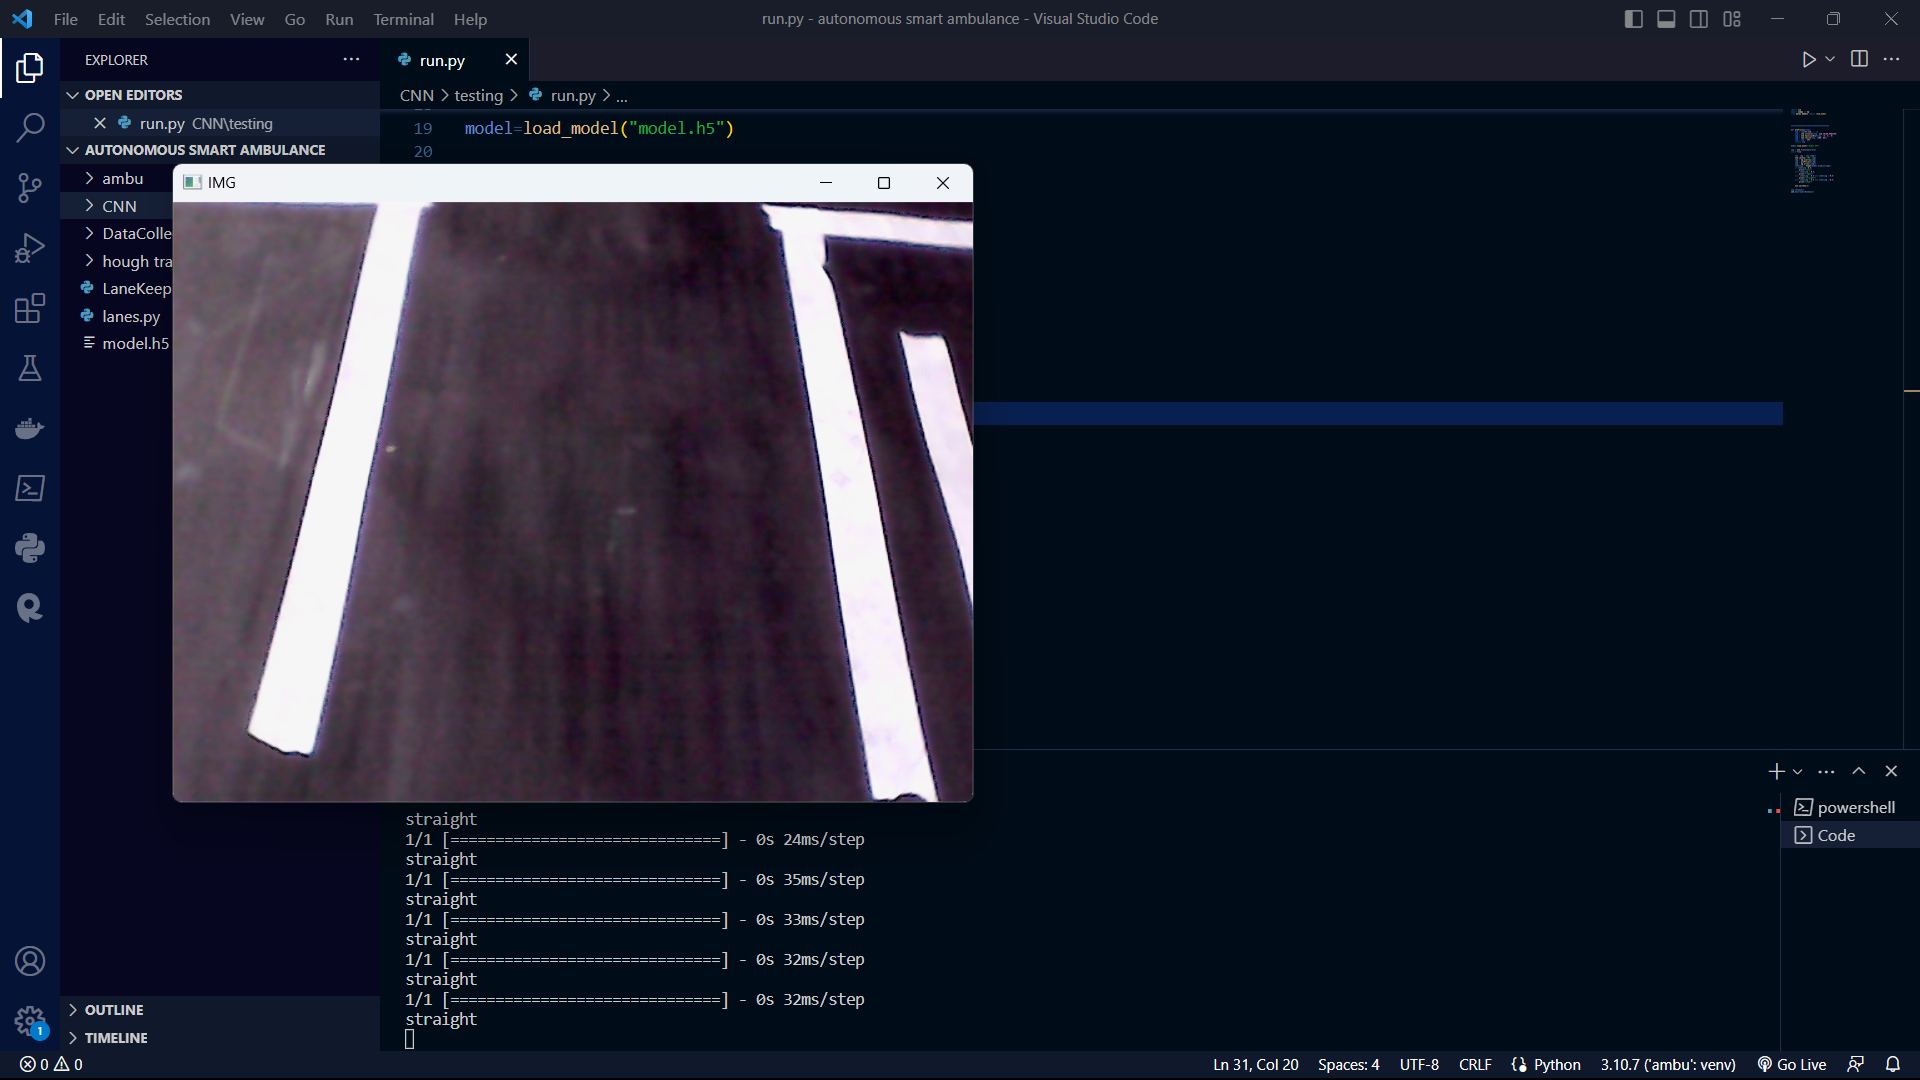 File Edit Selection View Go Run Terminal Help
run.py - autonomous smart ambulance - Visual Studio Code
EXPLORER
OPEN EDITORS
run.py CNN\testing
AUTONOMOUS SMART AMBULANCE
ambu
CNN
DataColle
hough tra
LaneKeep
lanes.py
model.h5
OUTLINE
TIMELINE
run.py
CNN > testing > run.py > ...
19 model=load_model("model.h5")
20
IMG
straight
1/1 [==============================] - 0s 24ms/step
straight
1/1 [==============================] - 0s 35ms/step
straight
1/1 [==============================] - 0s 33ms/step
straight
1/1 [==============================] - 0s 32ms/step
straight
1/1 [==============================] - 0s 32ms/step
straight
powershell
Code
1
0 0
Ln 31, Col 20 Spaces: 4 UTF-8 CRLF Python 3.10.7 ('ambu': venv) Go Live